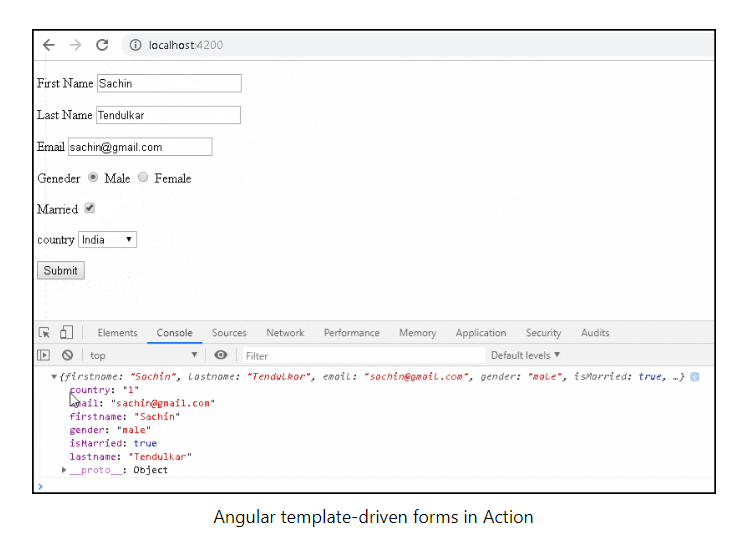 localhost:4200
First Name Sachin
Last Name Tendulkar
Email sachin@gmail.com
Geneder Male Female
Married
country India
Submit
Elements Console Sources Network Performance Memory Application Security Audits
top Filter Default levels ▼
▼{firstname: "Sachin", lastname: "Tendulkar", email: "sachin@gmail.com", gender: "male", isMarried: true, …} i
country: "1"
mail: "sachin@gmail.com"
firstname: "Sachin"
gender: "male"
isMarried: true
lastname: "Tendulkar"
▶ __proto__: Object
>
Angular template-driven forms in Action